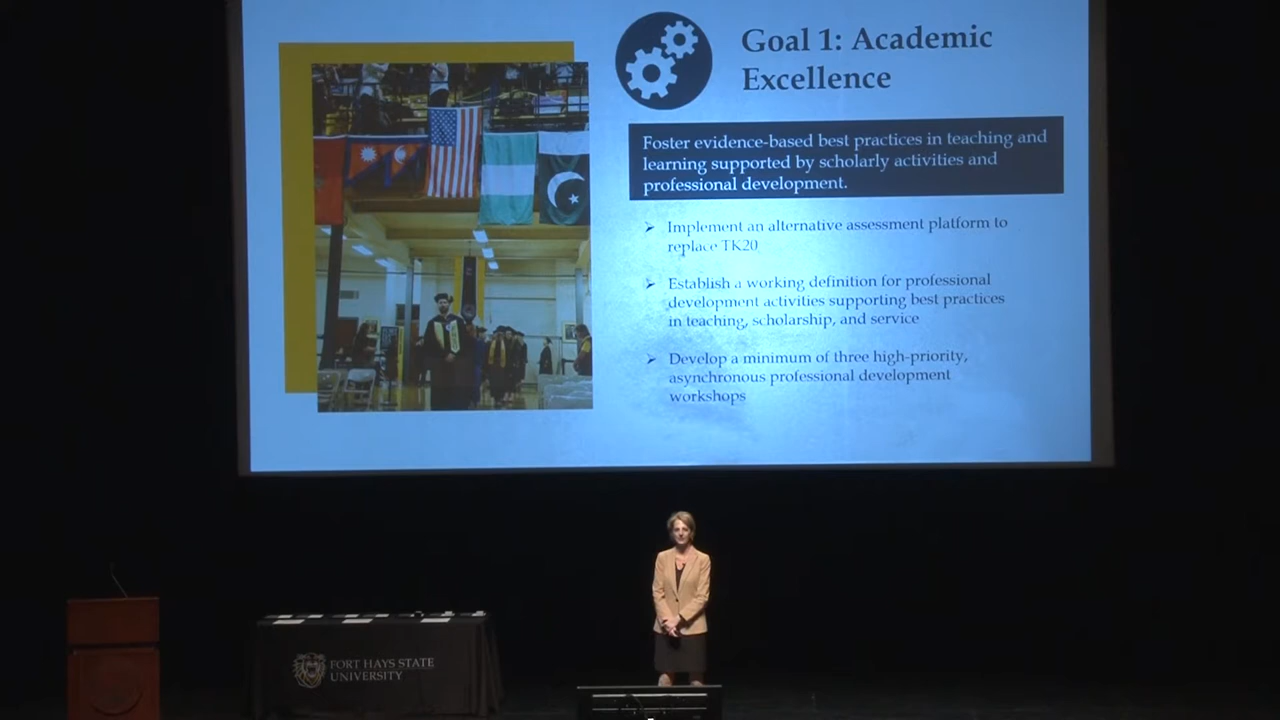 Goal 1: Academic
Excellence
Foster evidence-based best practices in teaching and
learning supported by scholarly activities and
professional development.
Implement an alternative assessment platform to
replace TK20
Establish a working definition for professional
development activities supporting best practices
in teaching, scholarship, and service
Develop a minimum of three high-priority,
asynchronous professional development
workshops
FORT HAYS STATE
UNIVERSITY